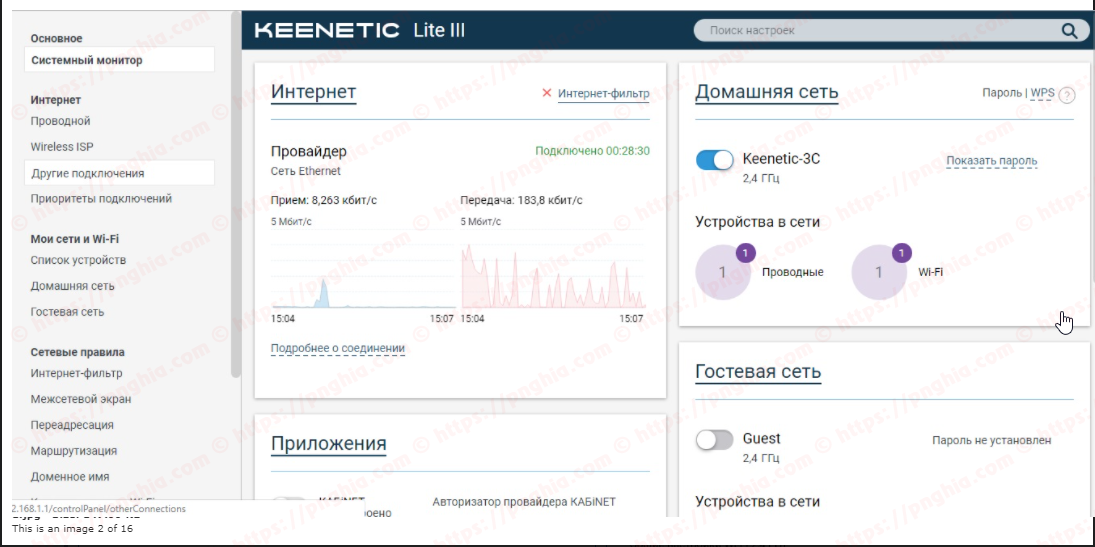 KEENETIC Lite III
Поиск настроек
Основное
Системный монитор
Интернет
Проводной
Wireless ISP
Другие подключения
Приоритеты подключений
Мои сети и Wi-Fi
Список устройств
Домашняя сеть
Гостевая сеть
Сетевые правила
Интернет-фильтр
Межсетевой экран
Переадресация
Маршрутизация
Доменное имя
2.168.1.1/controlPanel/otherConnections
This is an image 2 of 16
Интернет
Интернет-фильтр
Провайдер
Подключено 00:28:30
Сеть Ethernet
Прием: 8,263 кбит/с
Передача: 183,8 кбит/с
5 Мбит/с
5 Мбит/с
15:04
15:07
15:04
15:07
Подробнее о соединении
Приложения
Авторизатор провайдера KA5iNET
Домашняя сеть
Пароль | WPS ?
Keenetic-3C
Показать пароль
2,4 ГГц
Устройства в сети
1 1 Проводные
1 1 Wi-Fi
Гостевая сеть
Guest
Пароль не установлен
2,4 ГГц
Устройства в сети
© https://pnghia.com